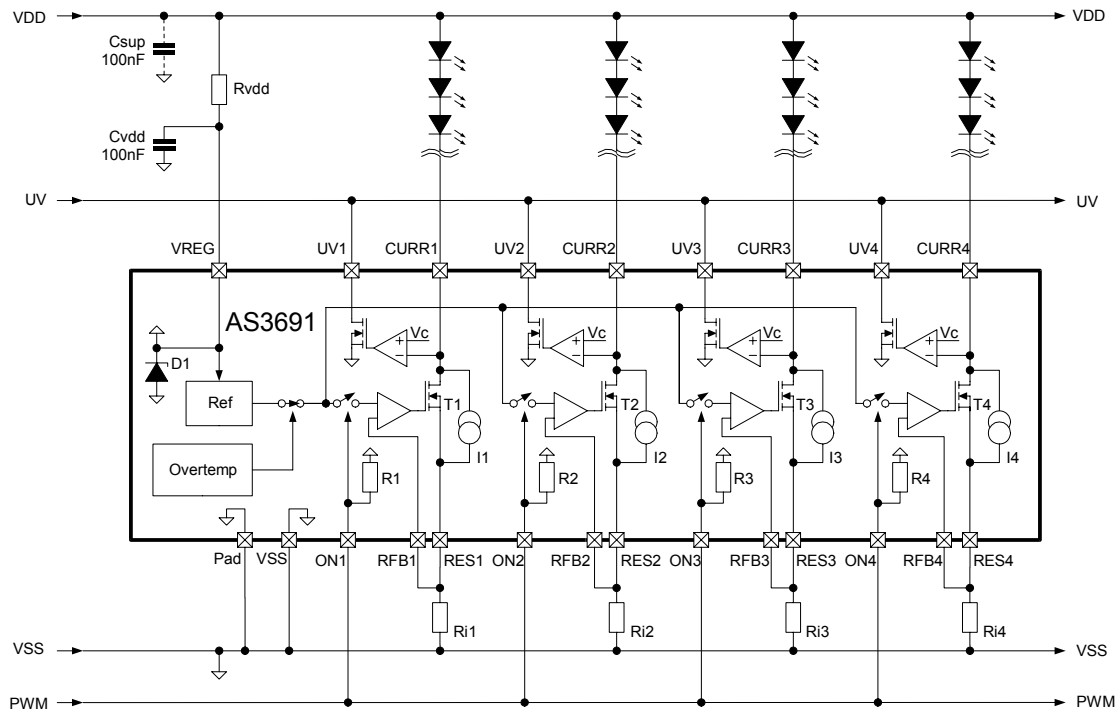 VDD VDD
Csup
100nF
Rvdd
Cvdd
100nF
UV UV
VREG UV1 CURR1 UV2 CURR2 UV3 CURR3 UV4 CURR4
AS3691
Vc Vc Vc Vc
+ + + +
− − − −
D1
Ref
T1 T2 T3 T4
Overtemp
I1 I2 I3 I4
R1 R2 R3 R4
Pad VSS ON1 RFB1 RES1 ON2 RFB2 RES2 ON3 RFB3 RES3 ON4 RFB4 RES4
Ri1 Ri2 Ri3 Ri4
VSS VSS
PWM PWM